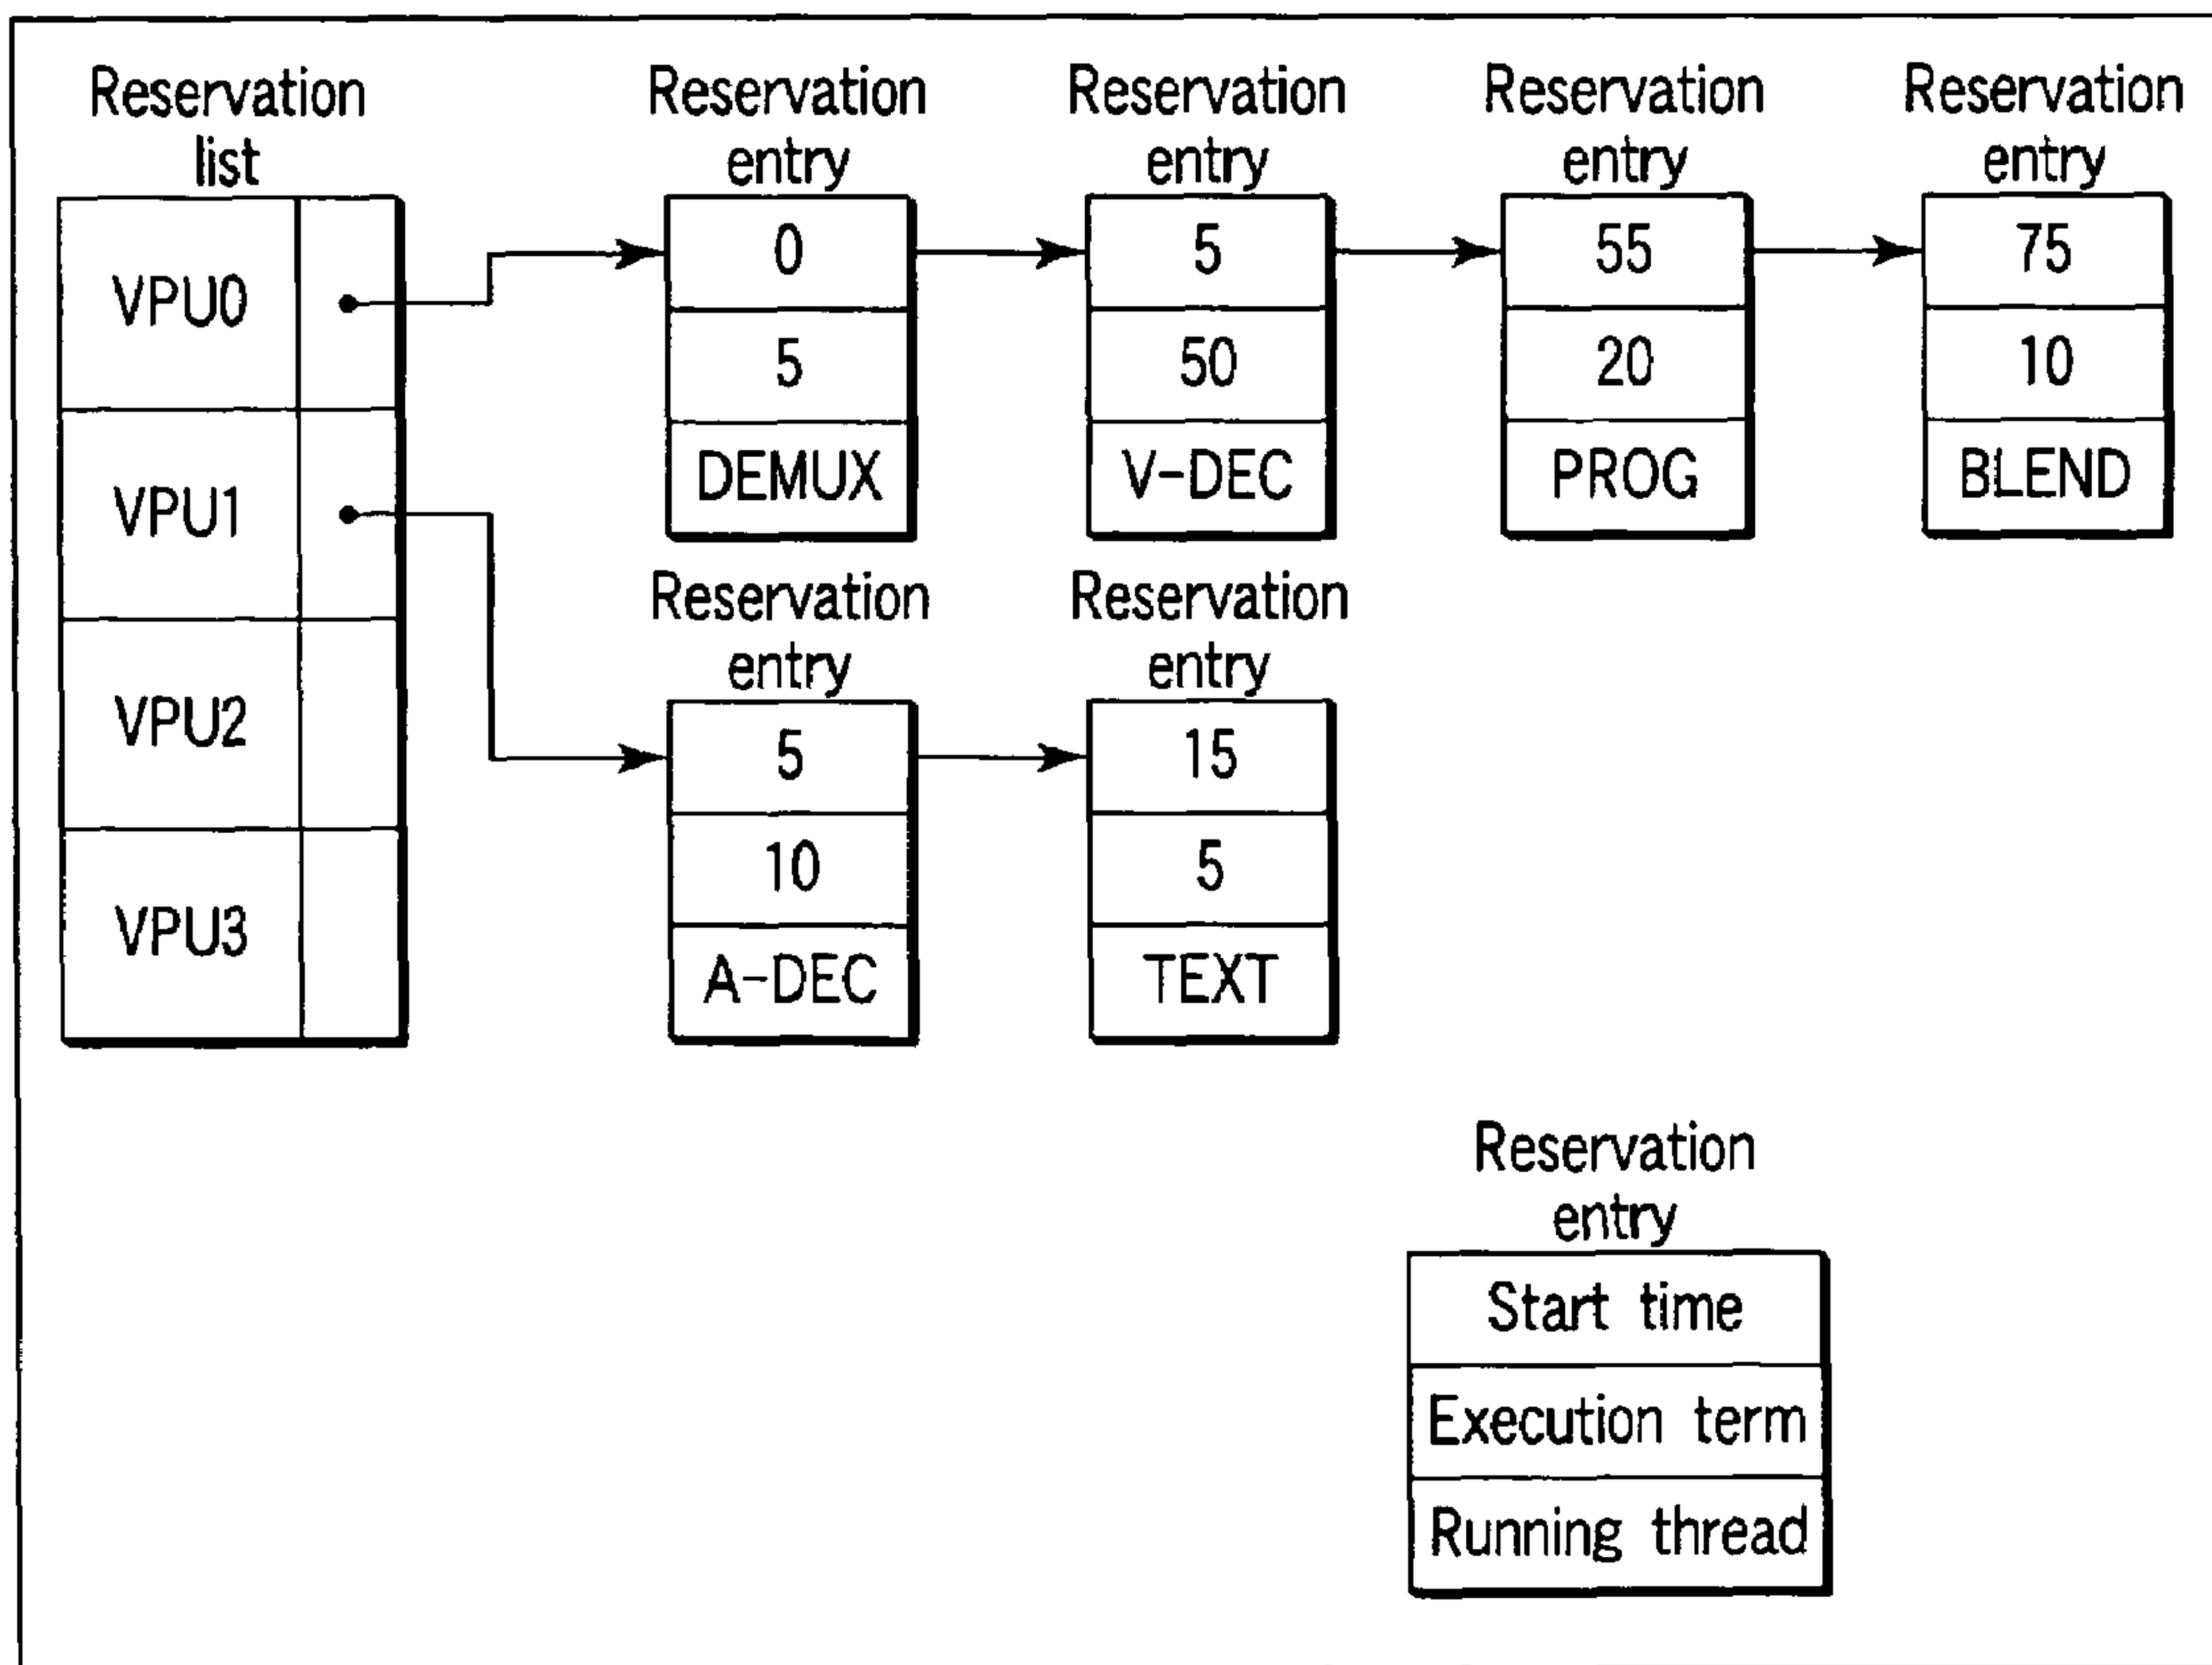 Reservation
list
VPU0
VPU1
VPU2
VPU3
Reservation
entry
0
5
DEMUX
Reservation
entry
5
50
V-DEC
Reservation
entry
55
20
PROG
Reservation
entry
75
10
BLEND
Reservation
entry
5
10
A-DEC
Reservation
entry
15
5
TEXT
Reservation
entry
Start time
Execution term
Running thread